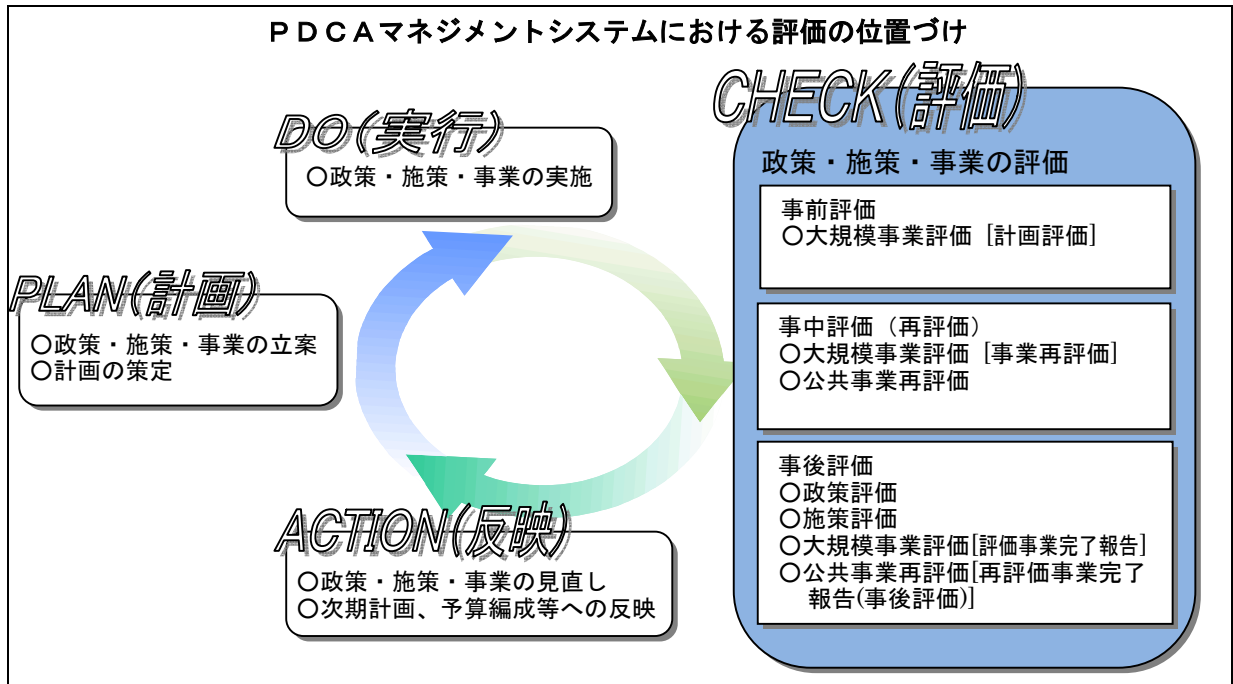 ＰＤＣＡマネジメントシステムにおける評価の位置づけ
PLAN(計画)
○政策・施策・事業の立案
○計画の策定
DO(実行)
○政策・施策・事業の実施
CHECK(評価)
政策・施策・事業の評価
事前評価
○大規模事業評価 [計画評価]
事中評価（再評価）
○大規模事業評価 [事業再評価]
○公共事業再評価
事後評価
○政策評価
○施策評価
○大規模事業評価[評価事業完了報告]
○公共事業再評価[再評価事業完了
報告(事後評価)]
ACTION(反映)
○政策・施策・事業の見直し
○次期計画、予算編成等への反映